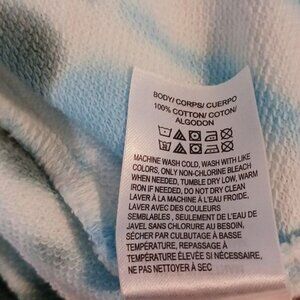 BODY/ CORPS/ CUERPO
100% COTTON/ COTON/
ALGODON
MACHINE WASH COLD, WASH WITH LIKE
COLORS, ONLY NON-CHLORINE BLEACH
WHEN NEEDED, TUMBLE DRY LOW, WARM
IRON IF NEEDED, DO NOT DRY CLEAN
LAVER À LA MACHINE À L'EAU FROIDE,
LAVER AVEC DES COULEURS
SEMBLABLES , SEULEMENT DE L'EAU DE
JAVEL SANS CHLORURE AU BESOIN,
SÉCHER PAR CULBUTAGE À BASSE
TEMPÉRATURE, REPASSAGE À
TEMPÉRATURE ÉLEVÉE SI NÉCESSAIRE,
NE PAS NETTOYER À SEC